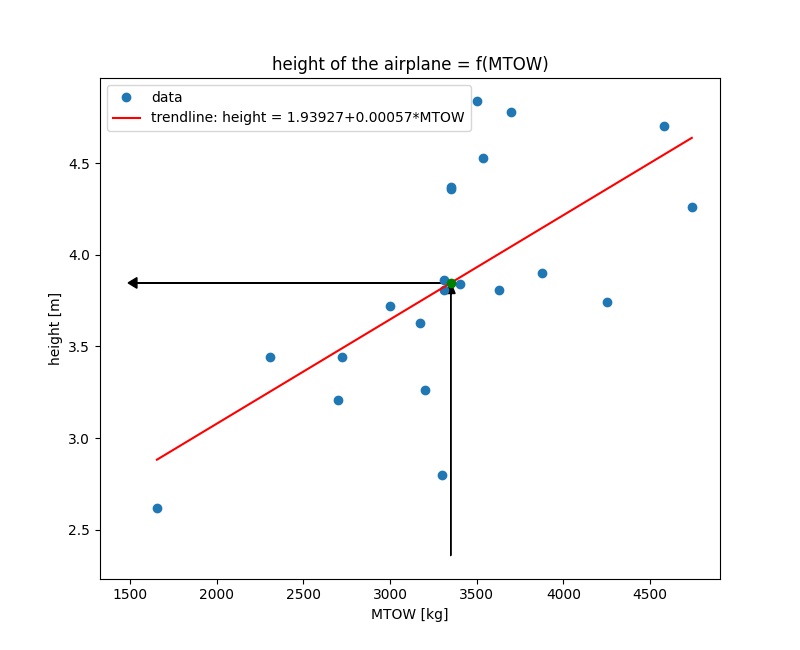 height of the airplane = f(MTOW)
data
trendline: height = 1.93927+0.00057*MTOW
4.5
4.0
3.5
3.0
2.5
height [m]
1500 2000 2500 3000 3500 4000 4500
MTOW [kg]